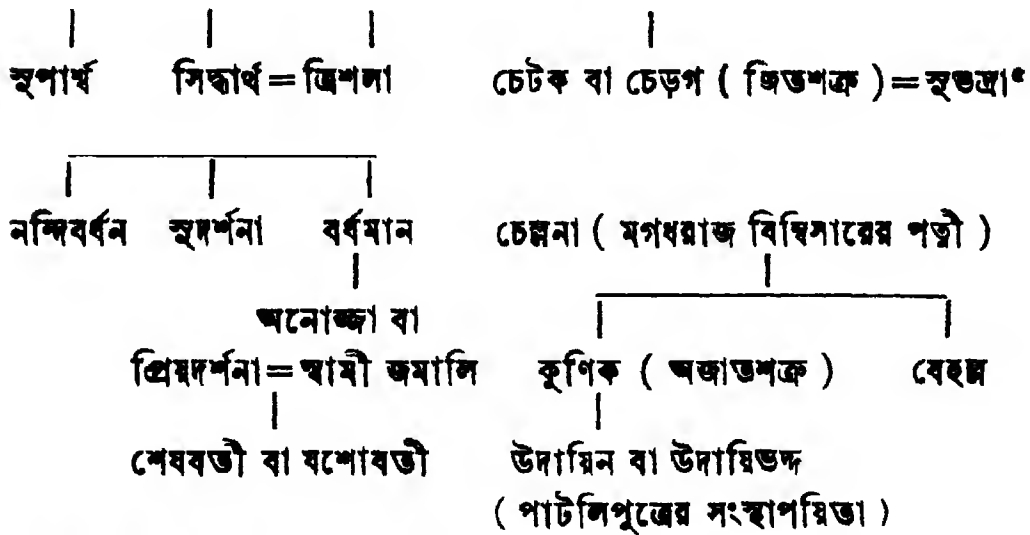 সুপার্শ্ব সিদ্ধার্থ = ত্রিশলা চেটক বা চেড়গ ( জিতশত্রু ) = সুভদ্রা৫
নন্দিবর্ধন সুদর্শনা বর্ধমান চেল্লনা ( মগধরাজ বিম্বিসারের পত্নী )
অনোজ্জা বা
প্রিয়দর্শনা = স্বামী জমালি কুণিক ( অজাতশত্রু ) বেহল্ল
শেষবতী বা যশোবতী উদায়িন বা উদায়িভদ্দ
( পাটলিপুত্রের সংস্থাপয়িতা )